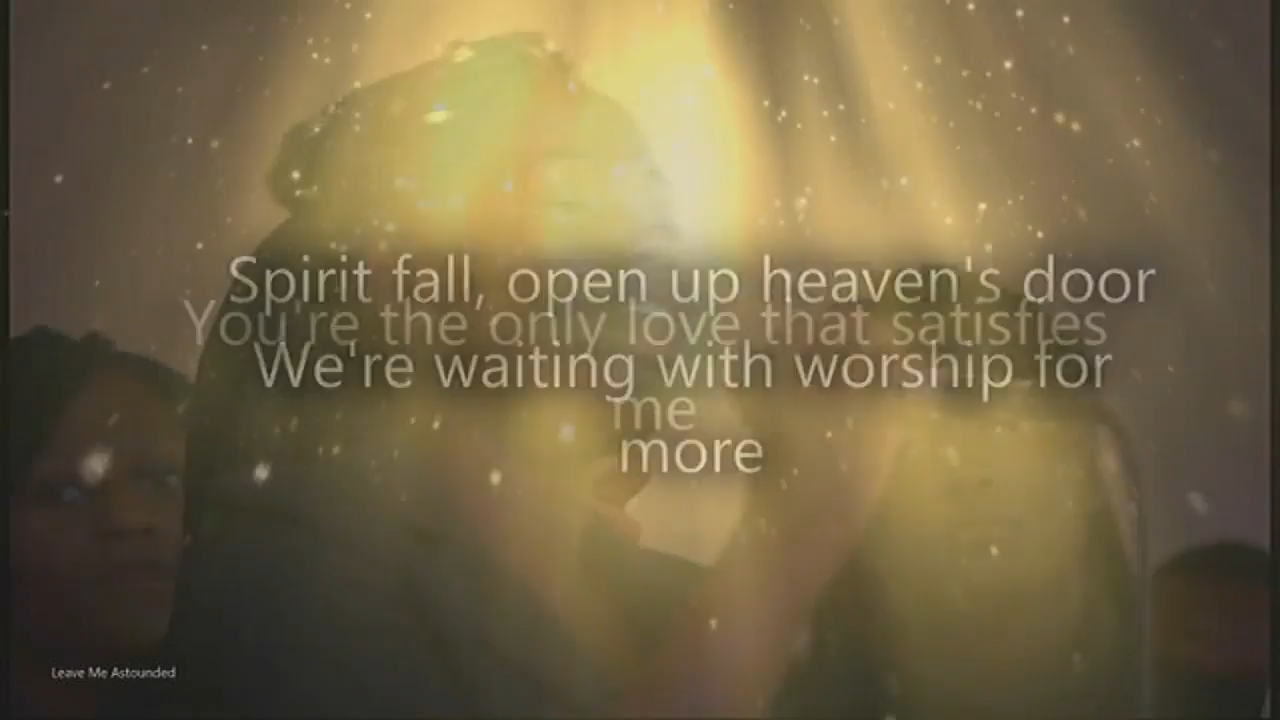 Spirit fall, open up heaven's door
You're the only love that satisfies
We're waiting with worship for
me
more
Leave Me Astounded